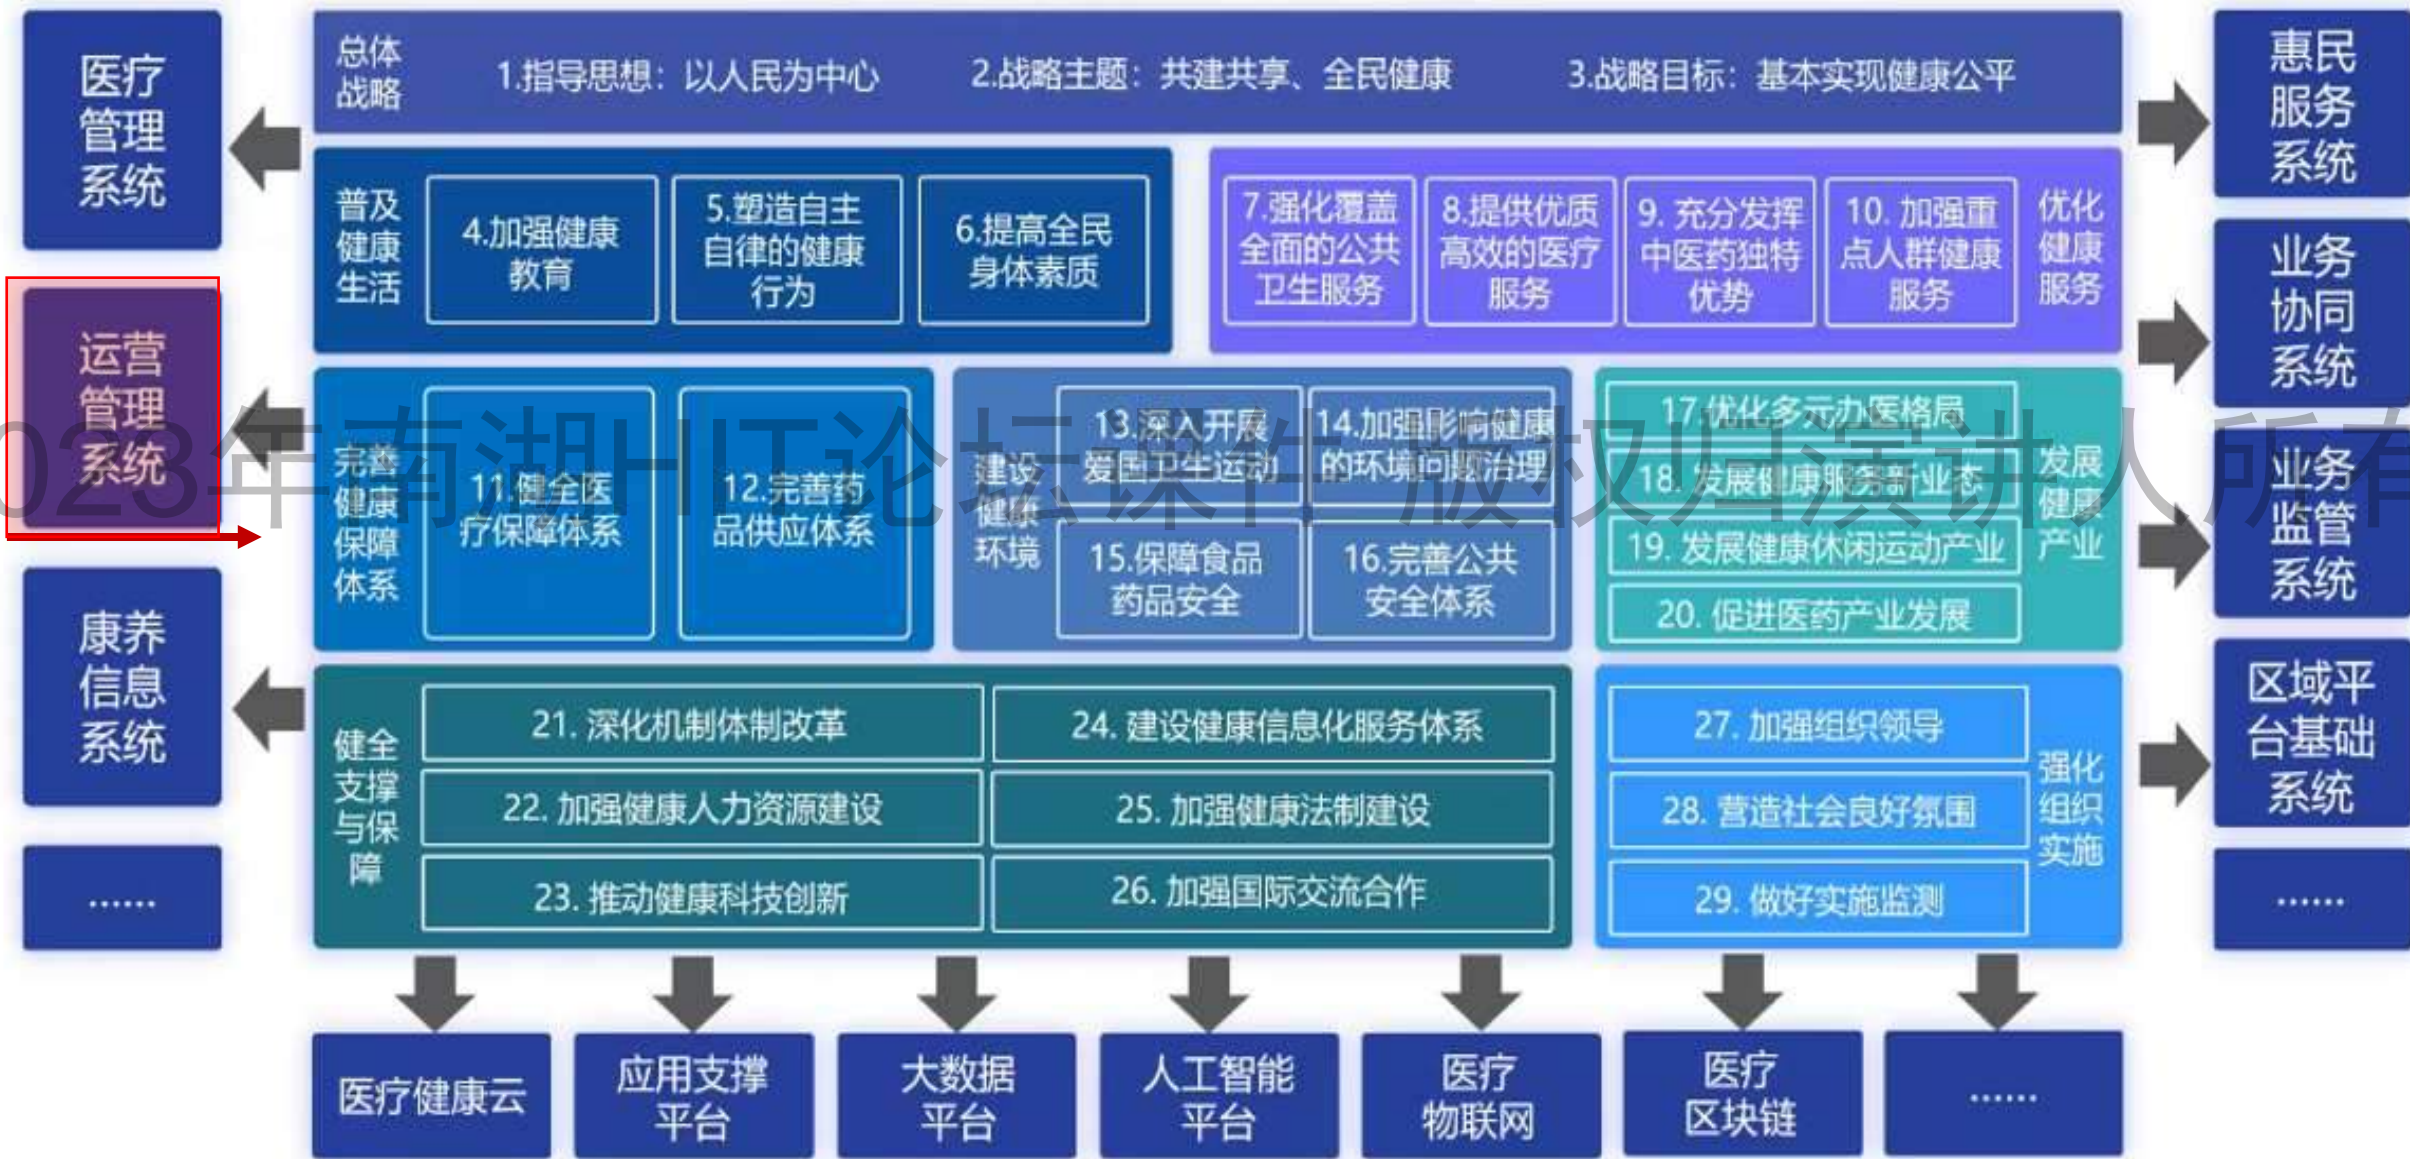 医疗
管理
系统
运营
管理
系统
康养
信息
系统
……
总体
战略
1.指导思想：以人民为中心
2.战略主题：共建共享、全民健康
3.战略目标：基本实现健康公平
普及
健康
生活
4.加强健康
教育
5.塑造自主
自律的健康
行为
6.提高全民
身体素质
7.强化覆盖
全面的公共
卫生服务
8.提供优质
高效的医疗
服务
9. 充分发挥
中医药独特
优势
10. 加强重
点人群健康
服务
优化
健康
服务
完善
健康
保障
体系
11.健全医
疗保障体系
12.完善药
品供应体系
建设
健康
环境
13.深入开展
爱国卫生运动
14.加强影响健康
的环境问题治理
15.保障食品
药品安全
16.完善公共
安全体系
17.优化多元办医格局
18. 发展健康服务新业态
19. 发展健康休闲运动产业
20. 促进医药产业发展
发展
健康
产业
健全
支撑
与保
障
21. 深化机制体制改革
22. 加强健康人力资源建设
23. 推动健康科技创新
24. 建设健康信息化服务体系
25. 加强健康法制建设
26. 加强国际交流合作
27. 加强组织领导
28. 营造社会良好氛围
29. 做好实施监测
强化
组织
实施
惠民
服务
系统
业务
协同
系统
业务
监管
系统
区域平
台基础
系统
……
医疗健康云
应用支撑
平台
大数据
平台
人工智能
平台
医疗
物联网
医疗
区块链
……
023年南湖HIT论坛课件 版权归演讲人所有